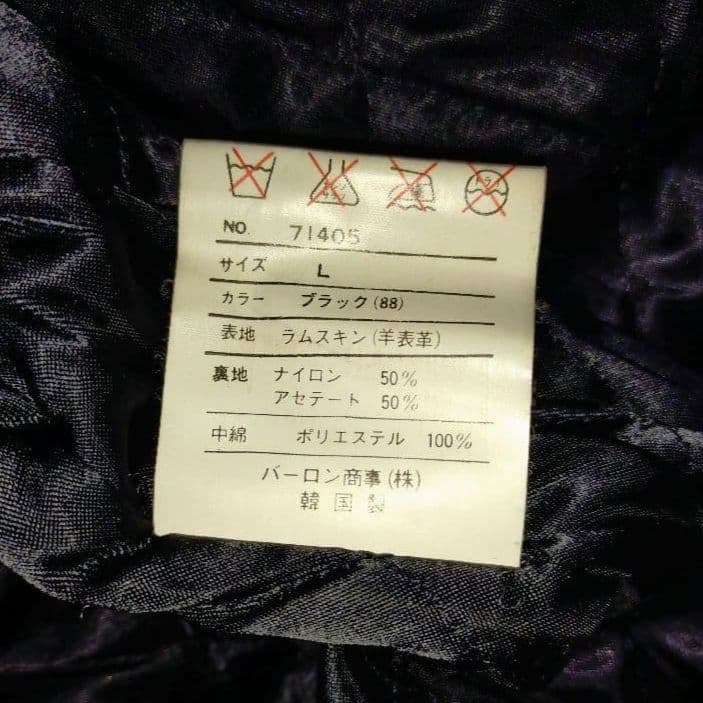 NO. 71405
サイズ L
カラー ブラック(88)
表地 ラムスキン(羊表革)
裏地 ナイロン 50%
アセテート 50%
中綿 ポリエステル 100%
バーロン商事(株)
韓国製